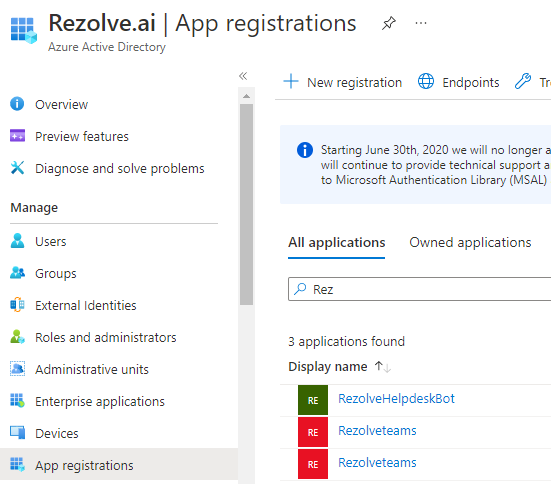 Rezolve.ai | App registrations
Azure Active Directory
Overview
Preview features
Diagnose and solve problems
Manage
Users
Groups
External Identities
Roles and administrators
Administrative units
Enterprise applications
Devices
App registrations
New registration Endpoints Tr
Starting June 30th, 2020 we will no longer a
will continue to provide technical support a
to Microsoft Authentication Library (MSAL)
All applications Owned applications
Rez
3 applications found
Display name
RE RezolveHelpdeskBot
RE Rezolveteams
RE Rezolveteams